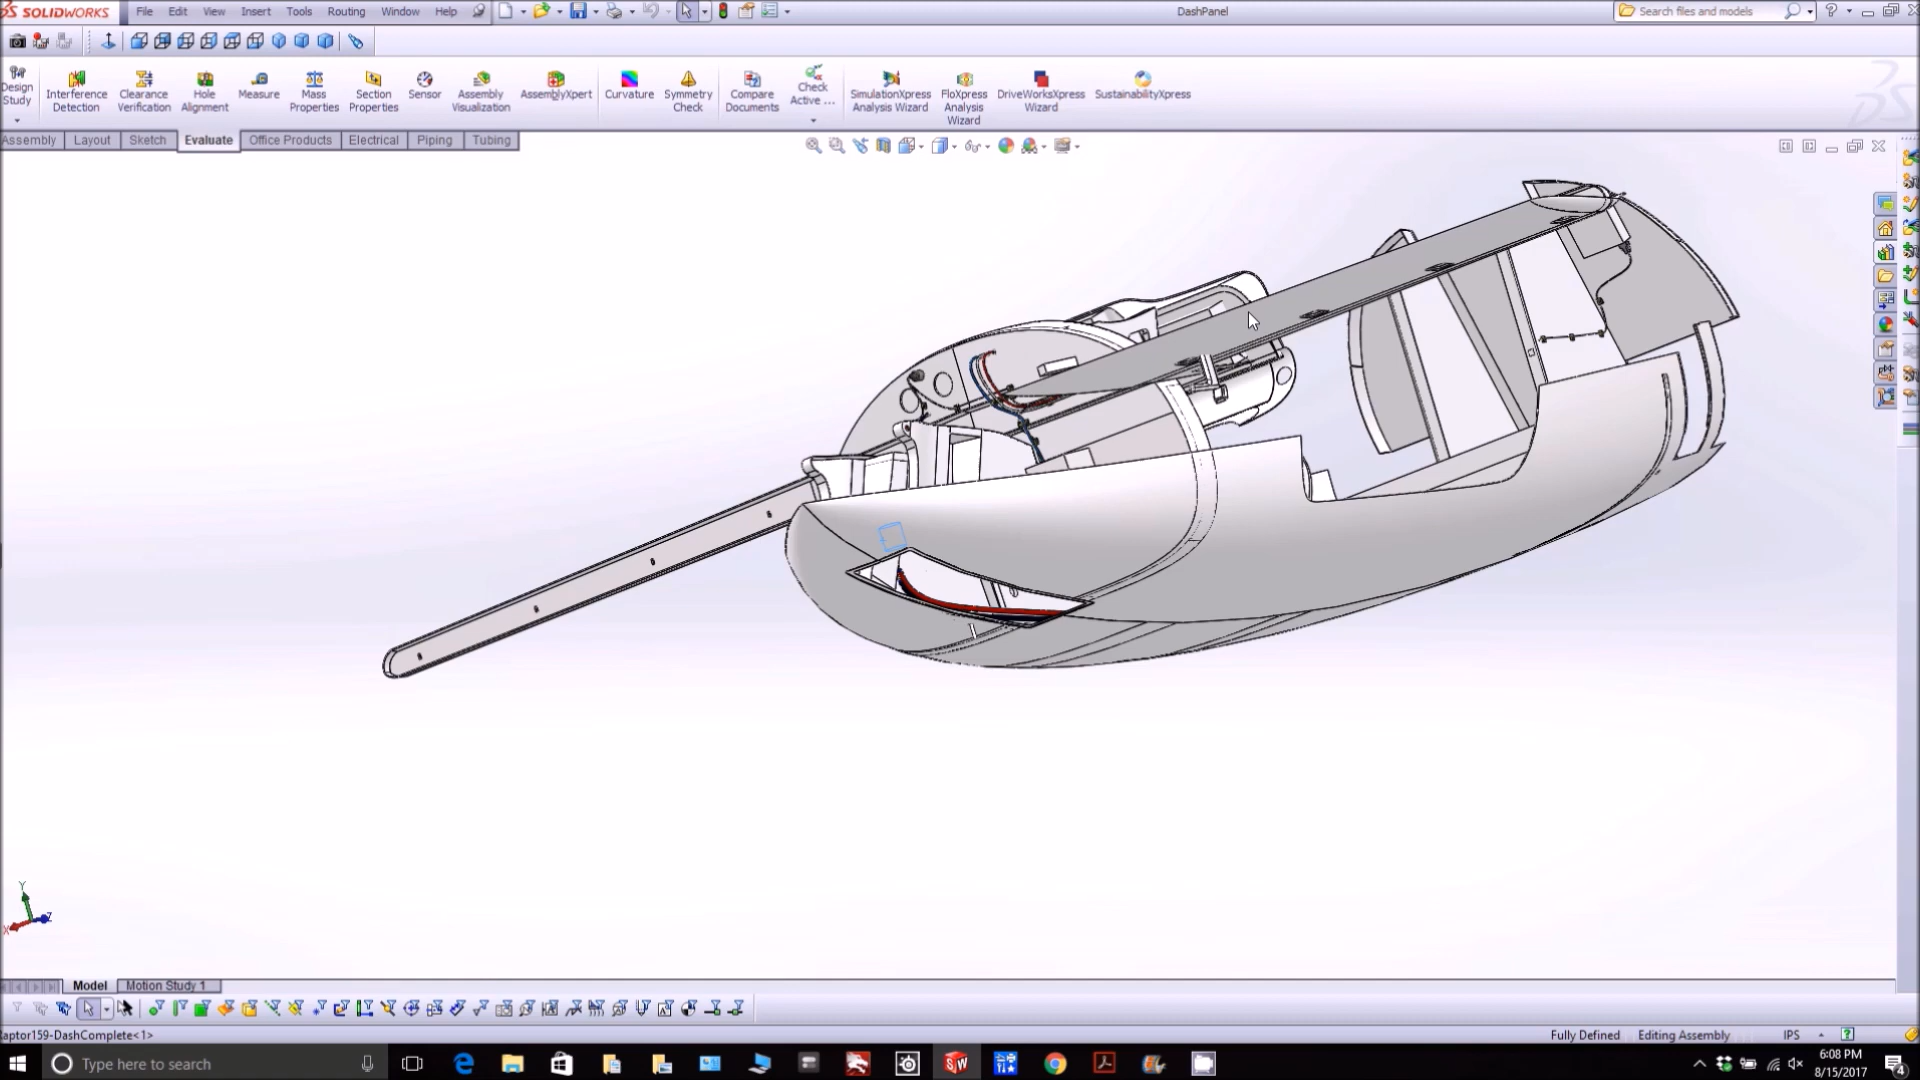 SOLIDWORKS File Edit View Insert Tools Routing Window Help DashPanel Search files and models
Design Study
Interference Detection
Clearance Verification
Hole Alignment
Measure
Mass Properties
Section Properties
Sensor
Assembly Visualization
AssemblyXpert
Curvature
Symmetry Check
Compare Documents
Check Active ...
SimulationXpress Analysis Wizard
FloXpress Analysis Wizard
DriveWorksXpress Wizard
SustainabilityXpress
Assembly Layout Sketch Evaluate Office Products Electrical Piping Tubing
Y
Z
X
Model Motion Study 1
aptor159-DashComplete<1> Fully Defined Editing Assembly IPS
Type here to search
6:08 PM
8/15/2017